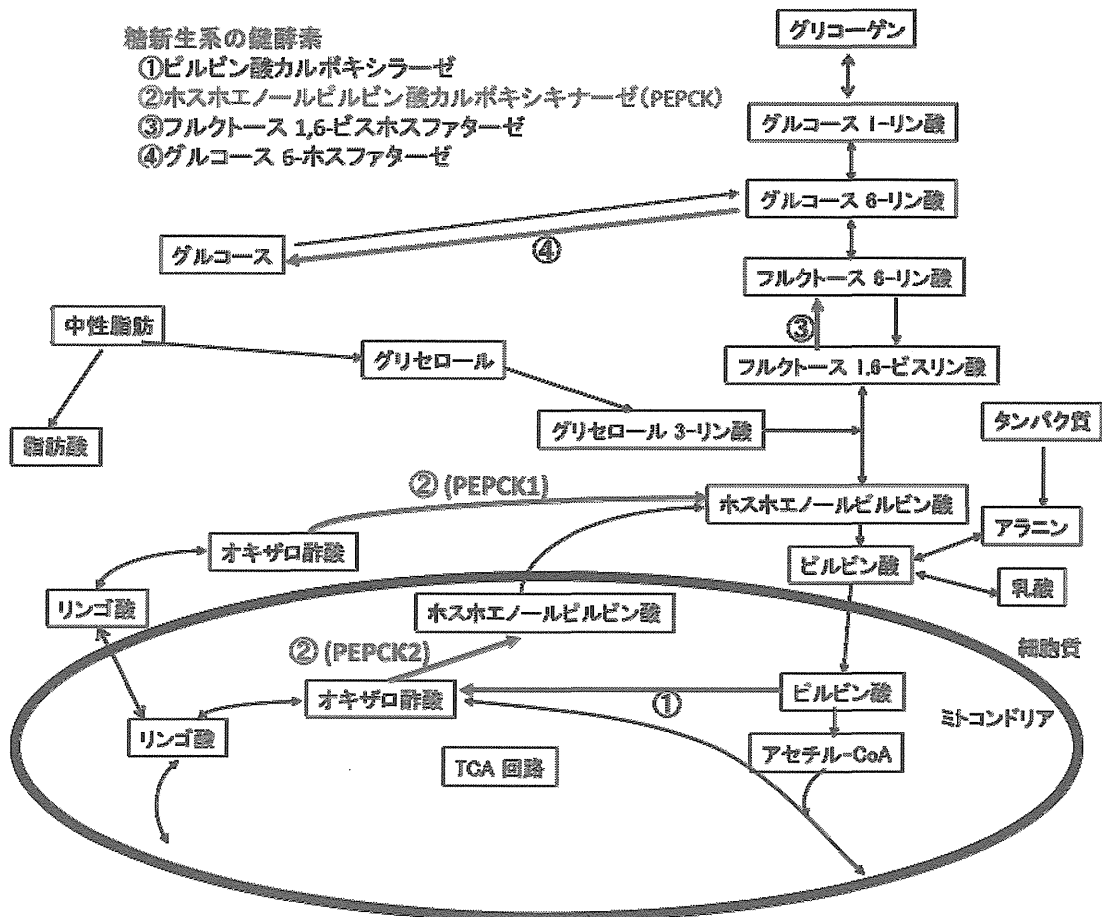 糖新生系の鍵酵素
①ピルビン酸カルボキシラーゼ
②ホスホエノールピルビン酸カルボキシキナーゼ(PEPCK)
③フルクトース 1,6-ビスホスファターゼ
④グルコース 6-ホスファターゼ
グリコーゲン
グルコース 1-リン酸
グルコース 6-リン酸
グルコース
④
フルクトース 6-リン酸
中性脂肪
③
グリセロール
フルクトース 1,6-ビスリン酸
脂肪酸
グリセロール 3-リン酸
タンパク質
② (PEPCK1)
ホスホエノールピルビン酸
アラニン
オキザロ酢酸
ピルビン酸
乳酸
リンゴ酸
ホスホエノールピルビン酸
細胞質
② (PEPCK2)
オキザロ酢酸
①
ピルビン酸
ミトコンドリア
リンゴ酸
TCA 回路
アセチル-CoA